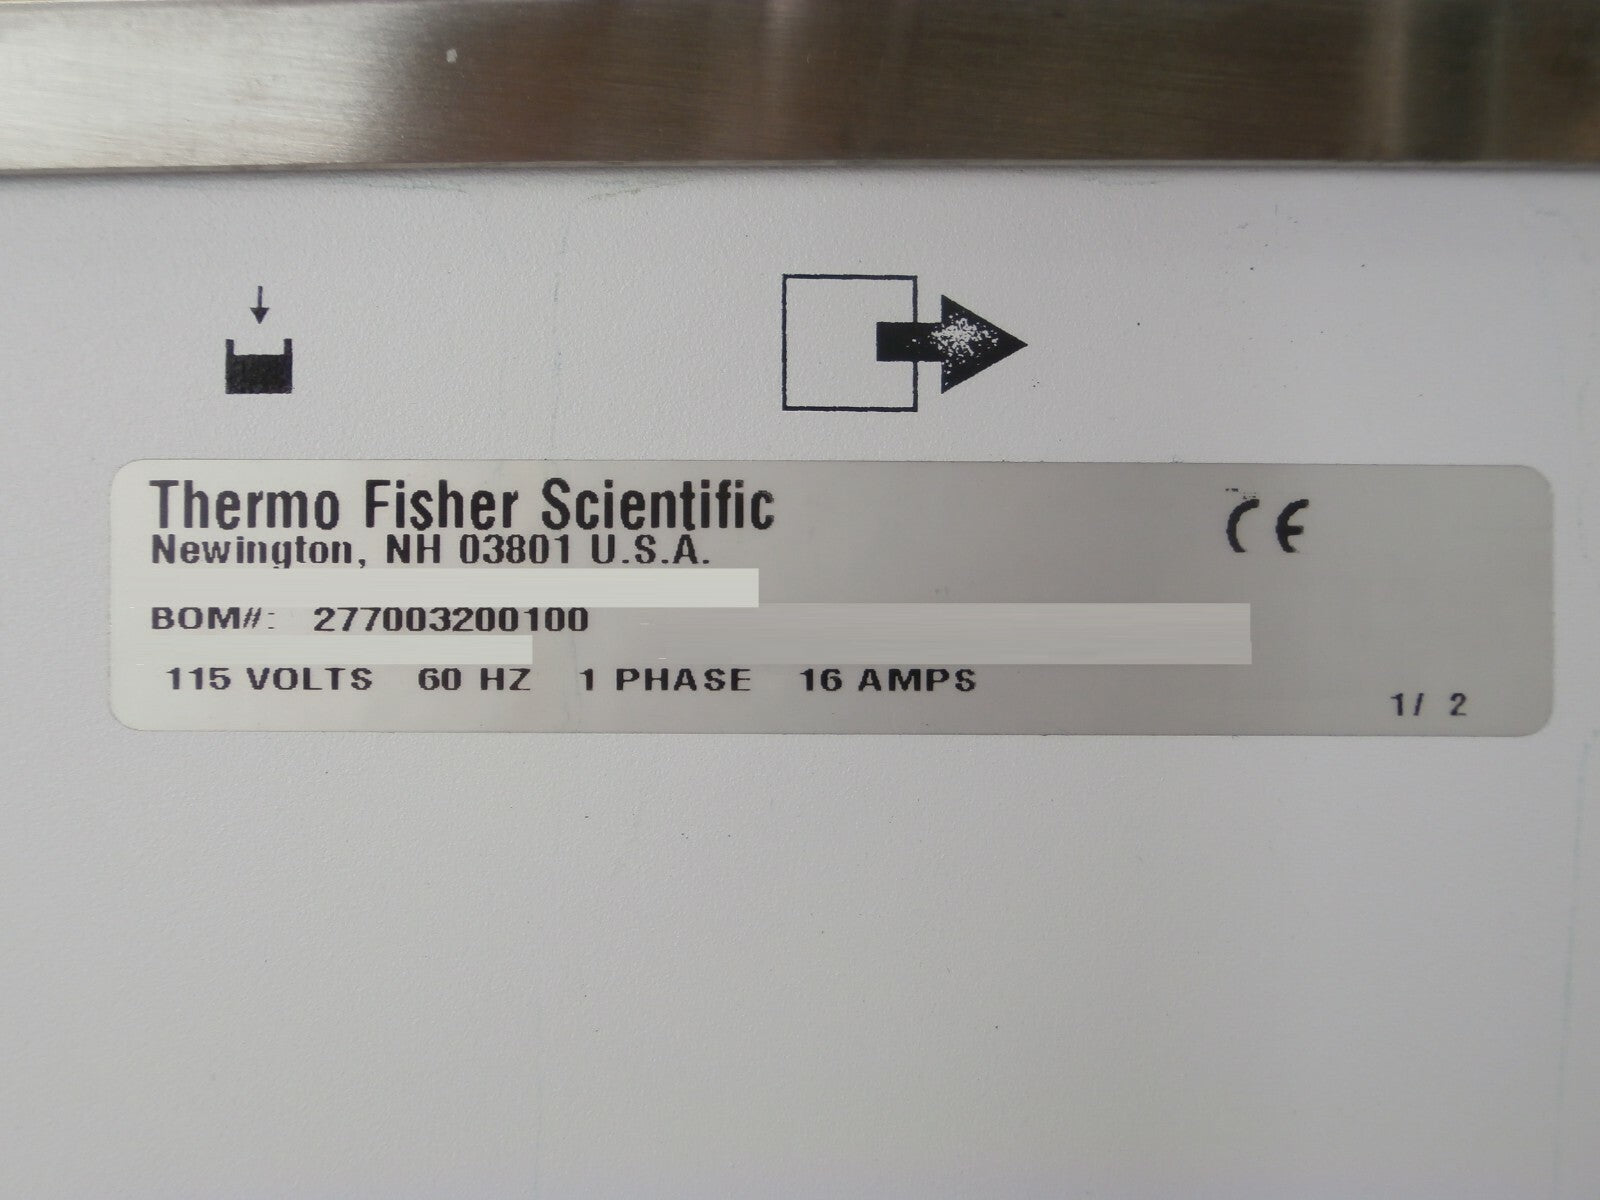 Thermo Fisher Scientific
CE
Newington, NH 03801 U.S.A.
BOM#: 277003200100
115 VOLTS 60 HZ 1 PHASE 16 AMPS
1/ 2